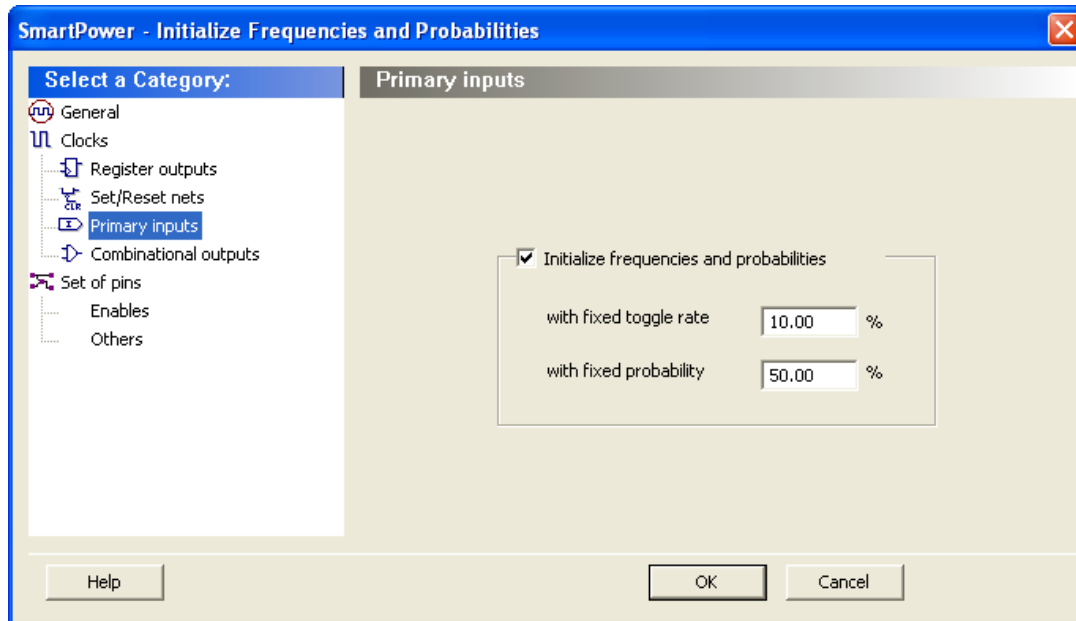 SmartPower - Initialize Frequencies and Probabilities
Select a Category:
General
Clocks
Register outputs
Set/Reset nets
CLR
Primary inputs
Combinational outputs
Set of pins
Enables
Others
Primary inputs
Initialize frequencies and probabilities
with fixed toggle rate 10.00 %
with fixed probability 50.00 %
Help OK Cancel